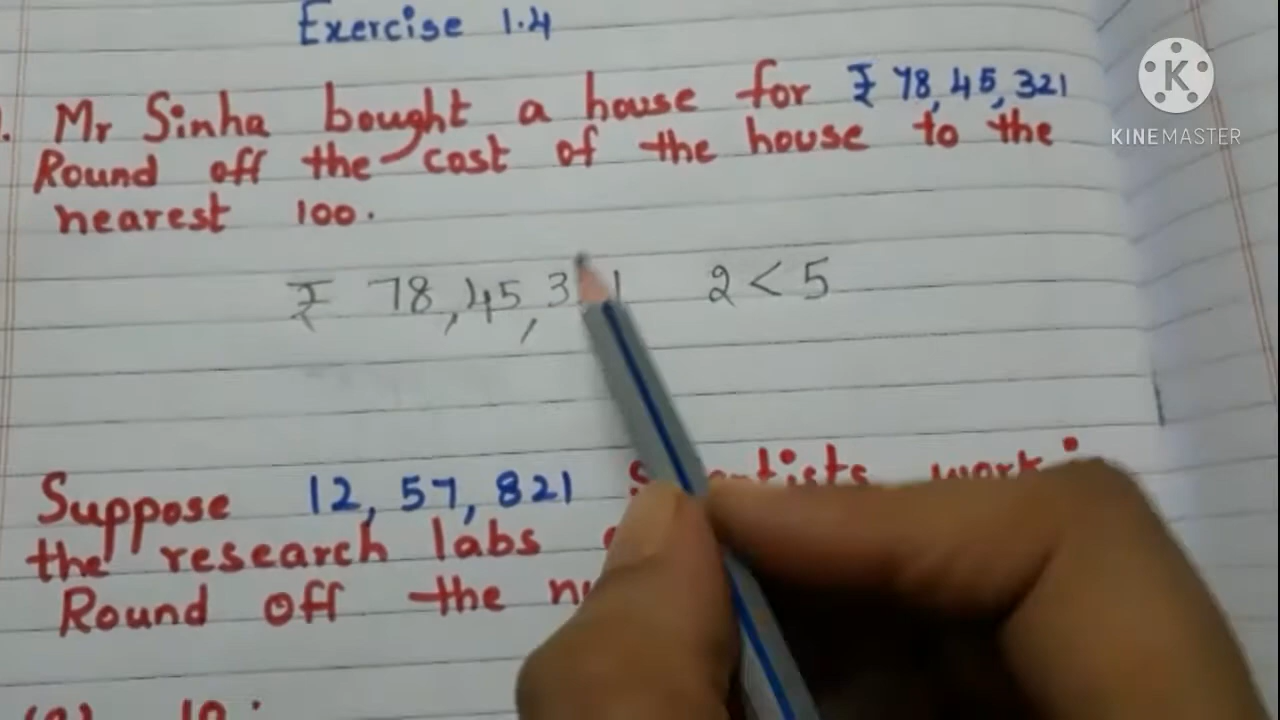 Exercise 1.4
. Mr Sinha bought a house for ₹ 78,45,321
Round off the cost of the house to the
nearest 100.
₹ 78,45,3 1 2 < 5
Suppose 12,57,821
the research labs
Round off the
(a) 10.
K
KINEMASTER